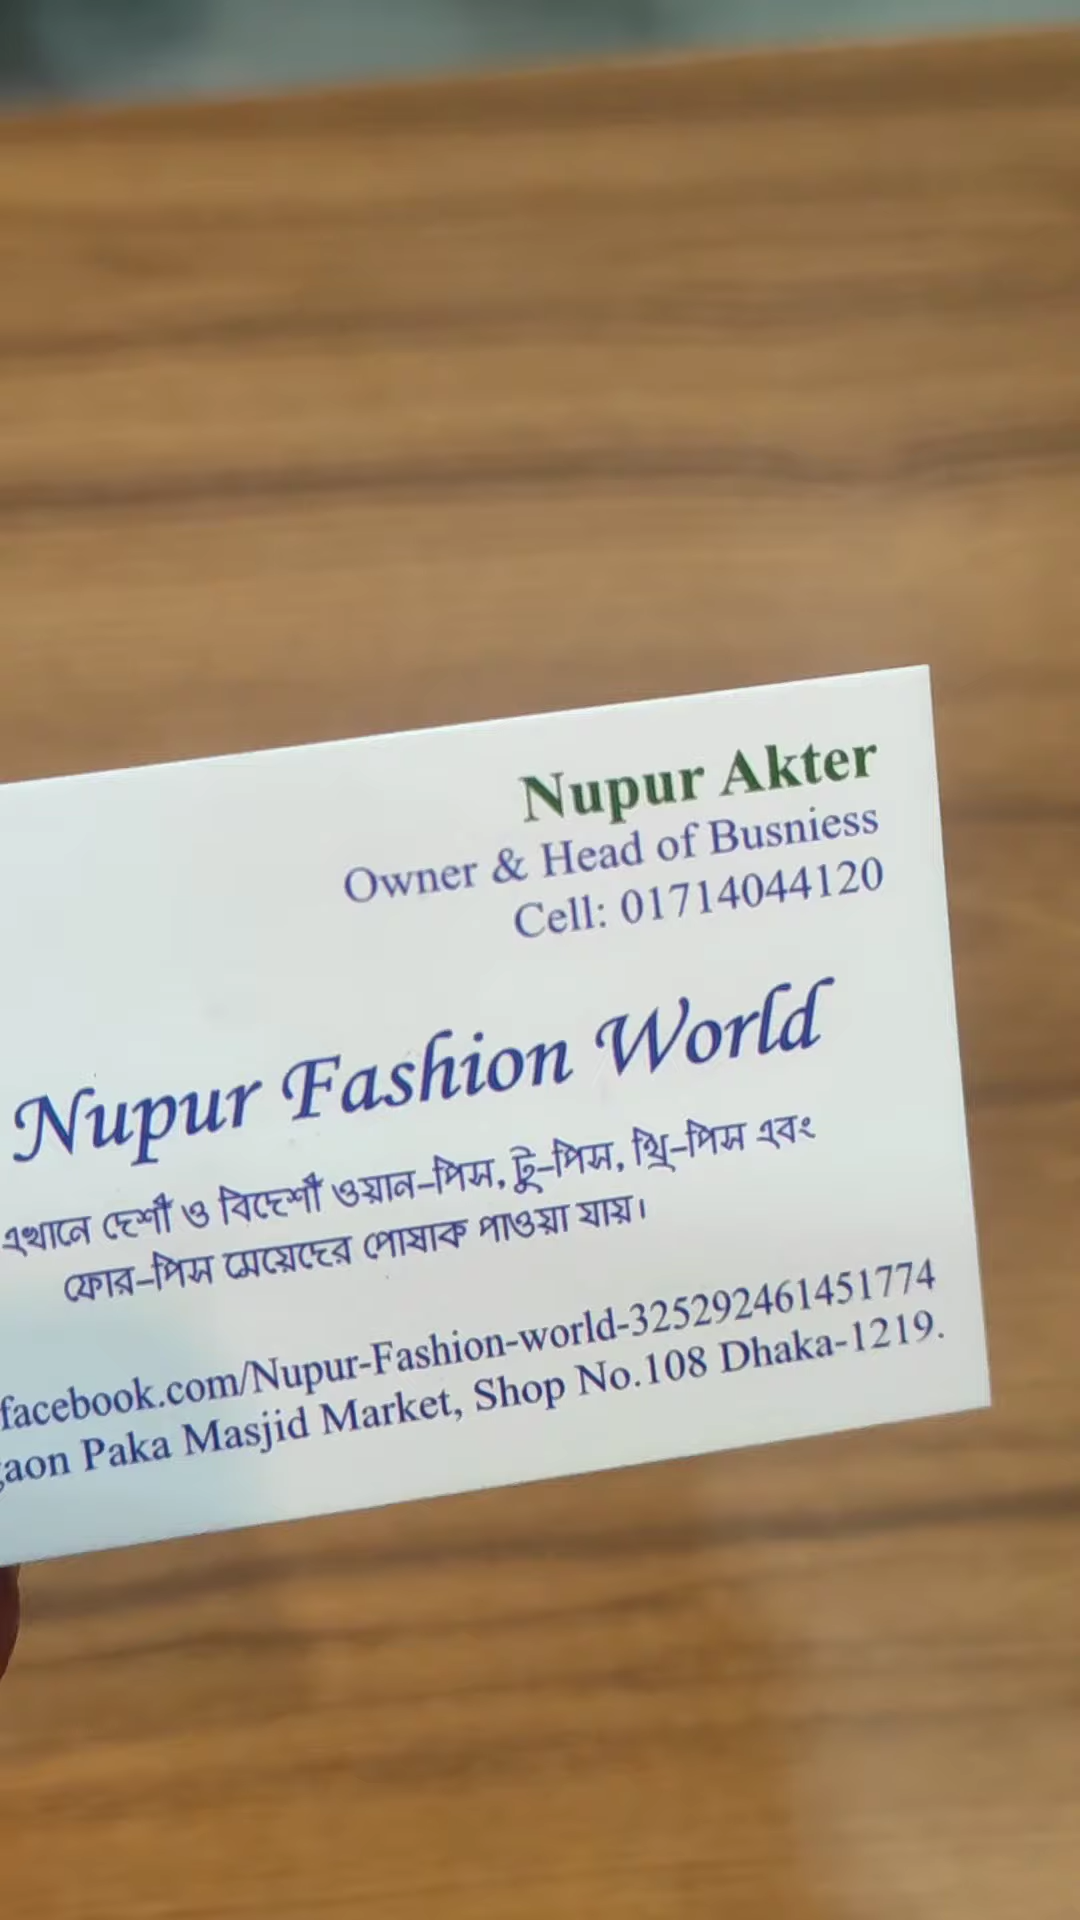 Nupur Akter
Owner & Head of Busniess
Cell: 01714044120
Nupur Fashion World
এখানে দেশী ও বিদেশী ওয়ান-পিস, টু-পিস, থ্রি-পিস এবং
ফোর-পিস মেয়েদের পোষাক পাওয়া যায়।
facebook.com/Nupur-Fashion-world-325292461451774
gaon Paka Masjid Market, Shop No.108 Dhaka-1219.